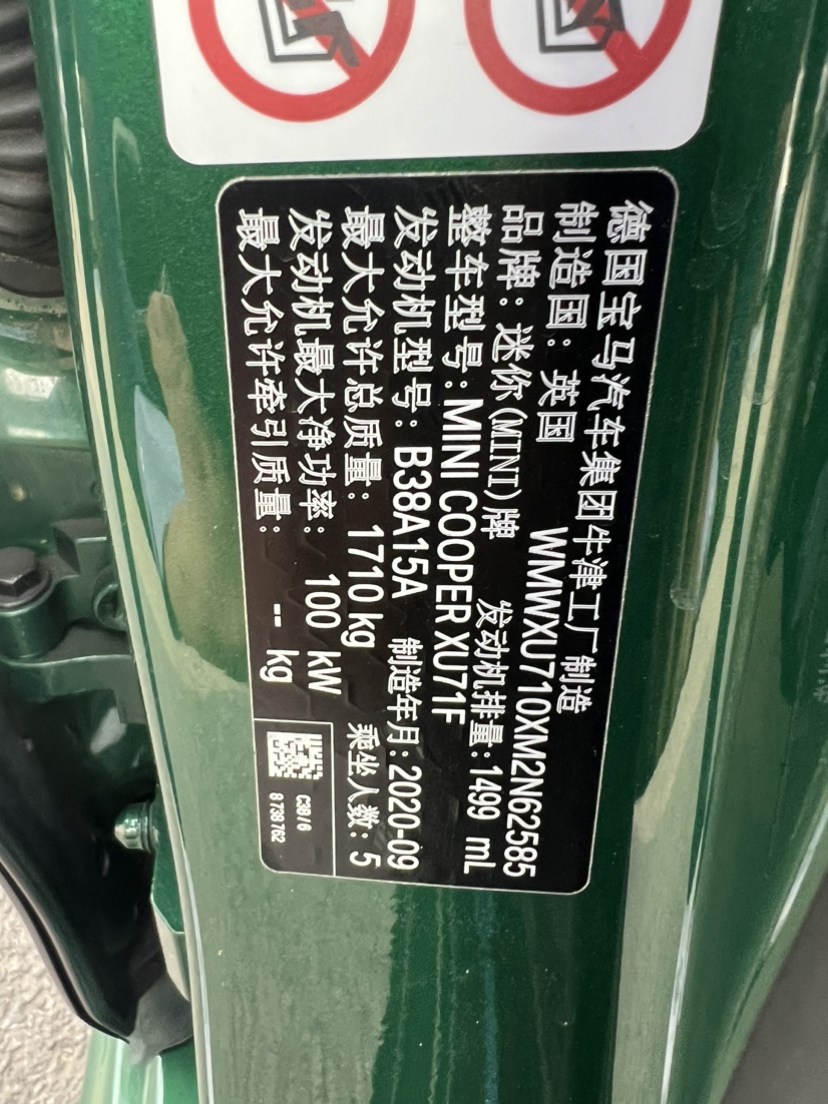 德国宝马汽车集团牛津工厂制造
制造国: 英国 WMWXU710XM2N62585
品牌: 迷你(MINI)牌 发动机排量: 1499 mL
整车型号: MINI COOPER XU71F
发动机型号: B38A15A 制造年月: 2020-09
最大允许总质量: 1710 kg 乘坐人数: 5
发动机最大净功率: 100 kW
最大允许牵引质量: -- kg
C3B/6
8 739 762